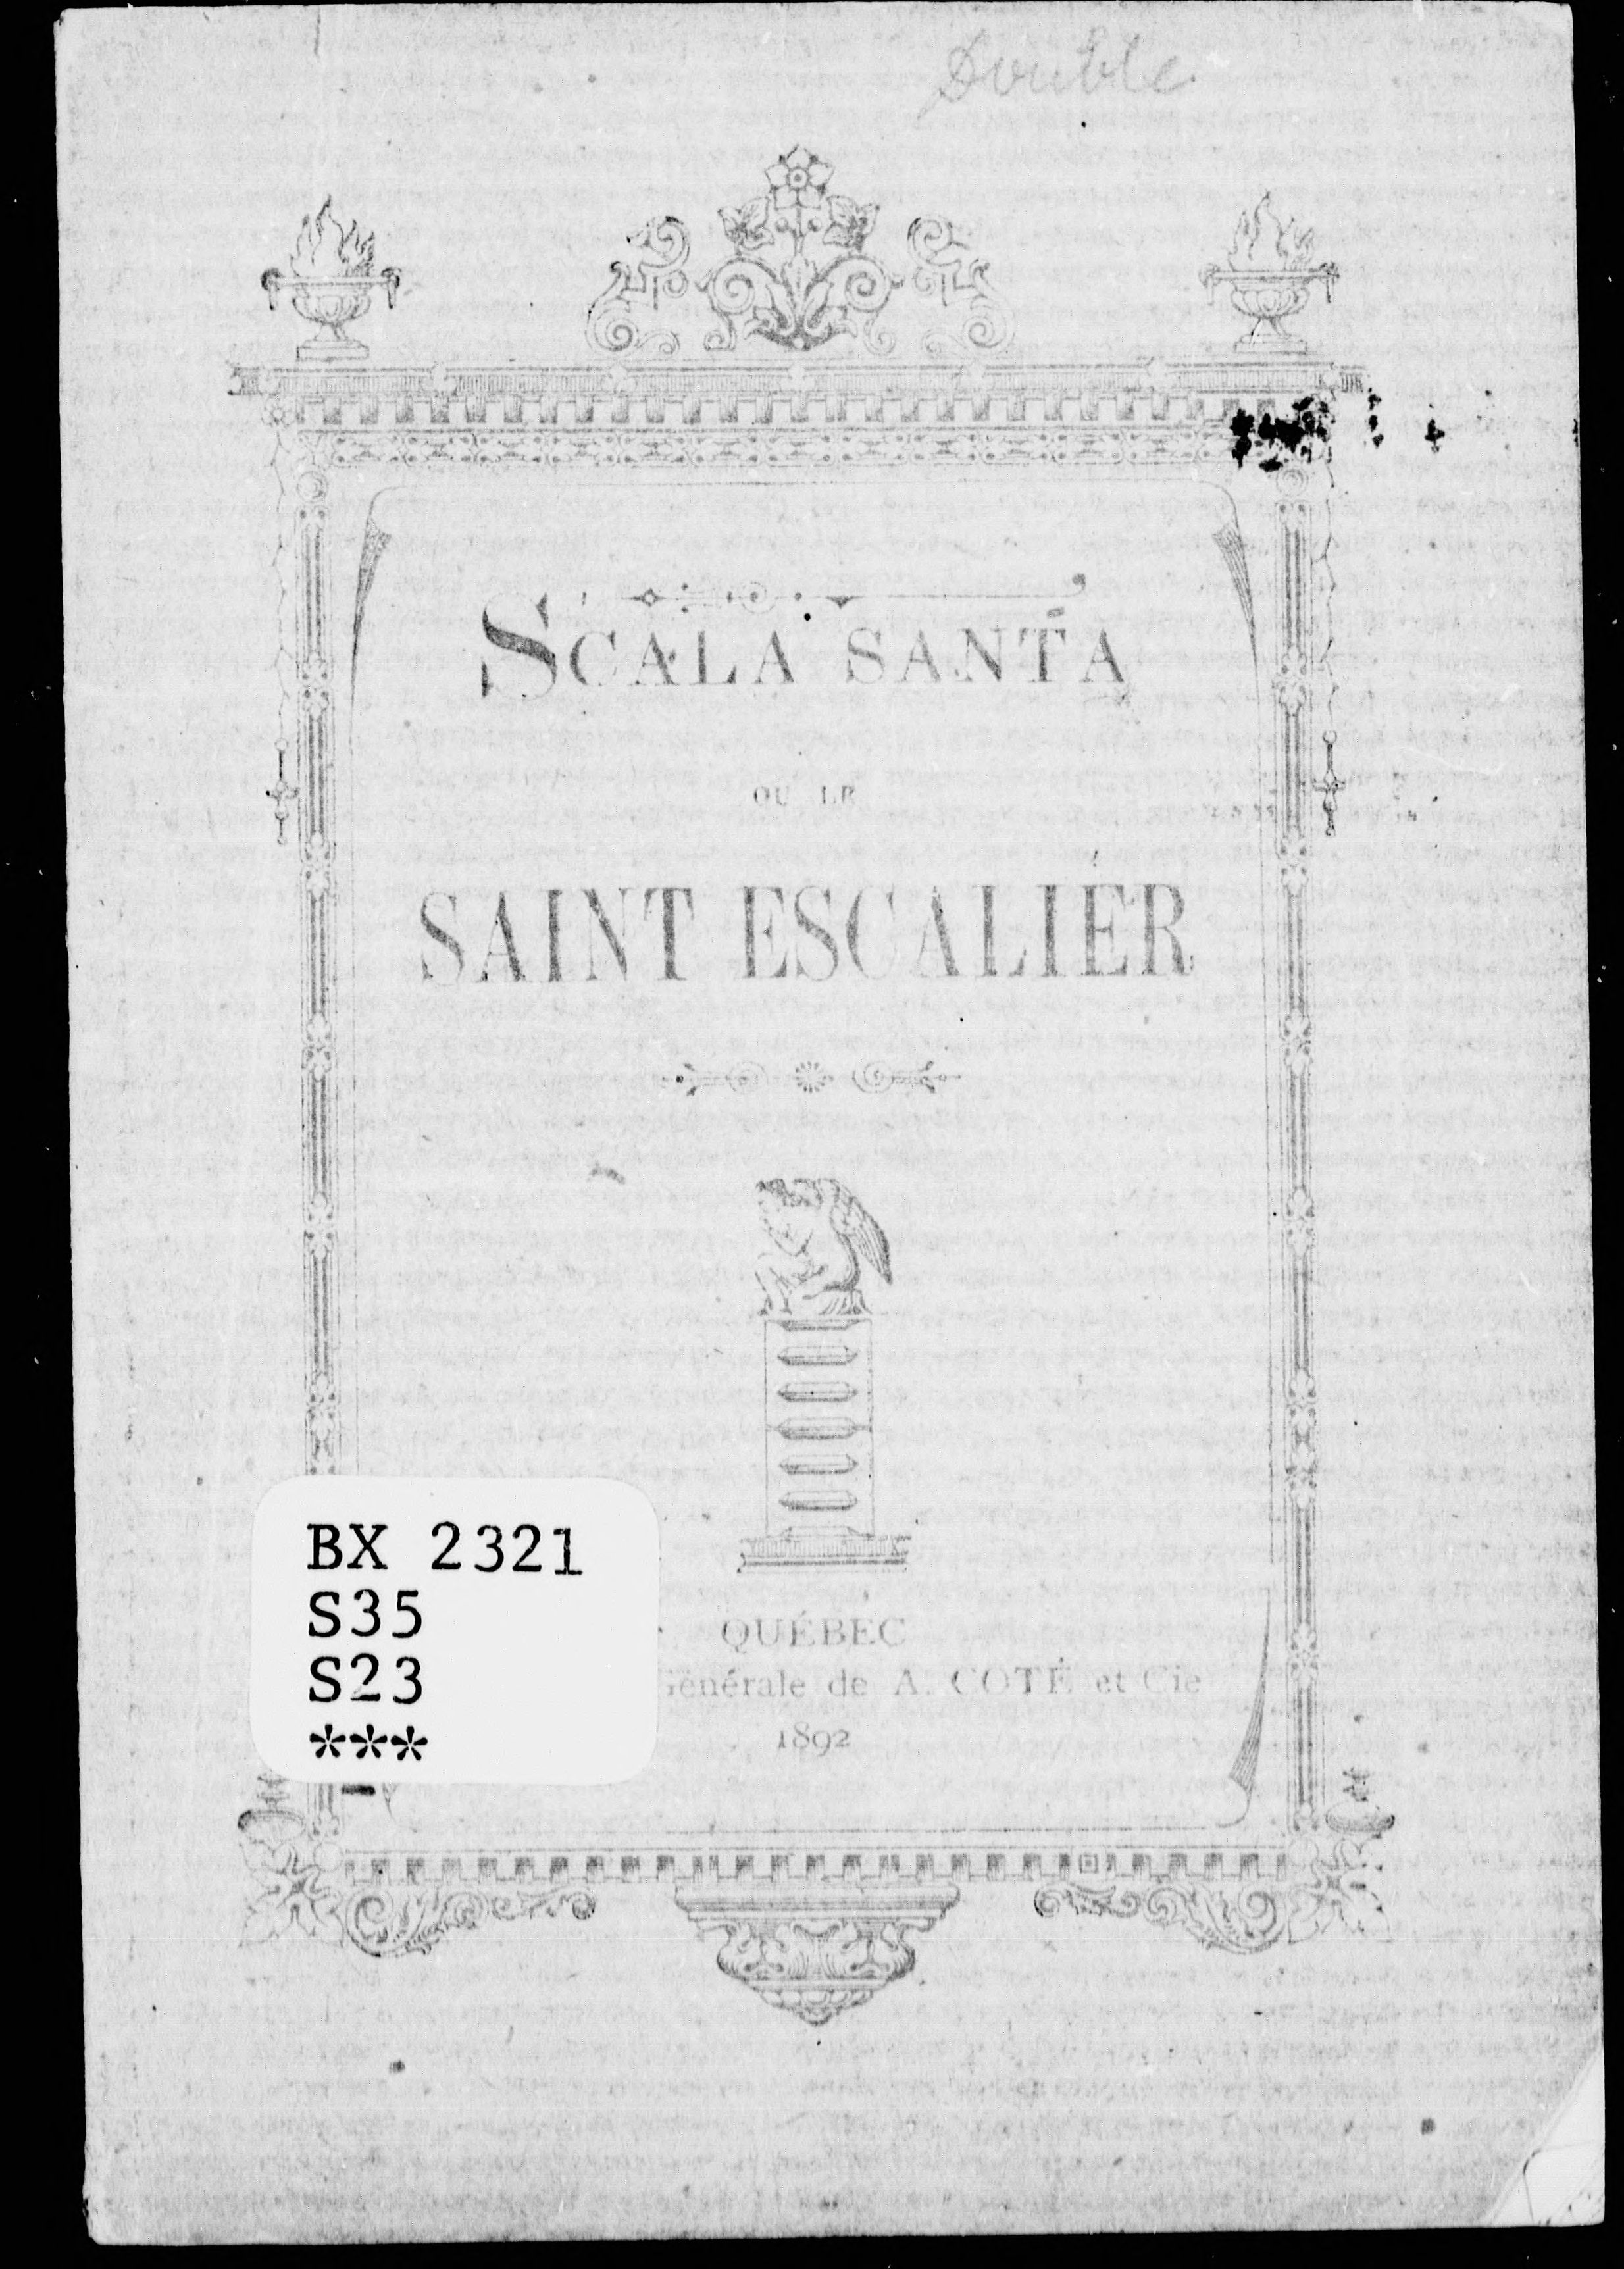 Double
SCALA SANTA
OU LE
SAINT ESCALIER
BX 2321
S35
S23
***
QUÉBEC
Générale de A. COTÉ et Cie
1892